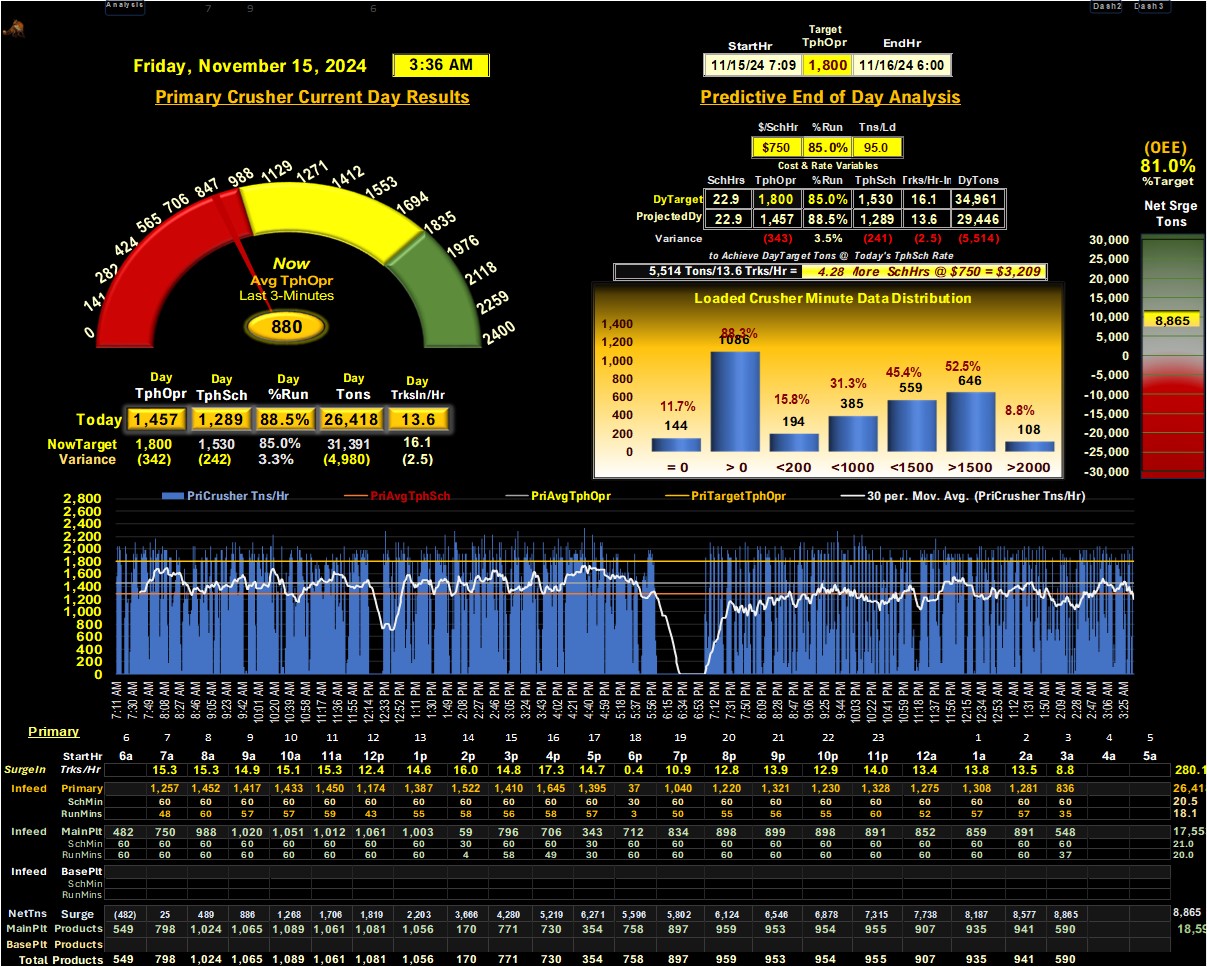 Analysis 7 9 6 Dash2 Dash3
Target
StartHr TphOpr EndHr
Friday, November 15, 2024 3:36 AM 11/15/24 7:09 1,800 11/16/24 6:00
Primary Crusher Current Day Results Predictive End of Day Analysis
$/SchHr %Run Tns/Ld
$750 85.0% 95.0
Cost & Rate Variables
SchHrs TphOpr %Run TphSch Trks/Hr-In DyTons
DyTarget 22.9 1,800 85.0% 1,530 16.1 34,961
ProjectedDy 22.9 1,457 88.5% 1,289 13.6 29,446
Variance (343) 3.5% (241) (2.5) (5,514)
to Achieve DayTarget Tons @ Today's TphSch Rate
5,514 Tons/13.6 Trks/Hr = 4.28 More SchHrs @ $750 = $3,209
(OEE)
81.0%
%Target
Net Srge
Tons
30,000
25,000
20,000
15,000
10,000
8,865
5,000
0
-5,000
-10,000
-15,000
-20,000
-25,000
-30,000
0 141 282 424 565 706 847 988 1129 1271 1412 1553 1694 1835 1976 2118 2259 2400
Now
Avg TphOpr
Last 3-Minutes
880
Loaded Crusher Minute Data Distribution
1,400
1,200
1,000
800
600
400
200
0
11.7% 88.3% 15.8% 31.3% 45.4% 52.5% 8.8%
144 1086 194 385 559 646 108
= 0 > 0 <200 <1000 <1500 >1500 >2000
Day Day Day Day Day
TphOpr TphSch %Run Tons TrksIn/Hr
Today 1,457 1,289 88.5% 26,418 13.6
NowTarget 1,800 1,530 85.0% 31,391 16.1
Variance (342) (242) 3.3% (4,980) (2.5)
PriCrusher Tns/Hr PriAvgTphSch PriAvgTphOpr PriTargetTphOpr 30 per. Mov. Avg. (PriCrusher Tns/Hr)
2,800
2,600
2,400
2,200
2,000
1,800
1,600
1,400
1,200
1,000
800
600
400
200
0
7:11 AM 7:30 AM 7:49 AM 8:08 AM 8:27 AM 8:46 AM 9:05 AM 9:23 AM 9:42 AM 10:01 AM 10:20 AM 10:39 AM 10:58 AM 11:17 AM 11:36 AM 11:55 AM 12:14 PM 12:33 PM 12:52 PM 1:11 PM 1:30 PM 1:49 PM 2:08 PM 2:27 PM 2:46 PM 3:05 PM 3:24 PM 3:43 PM 4:02 PM 4:21 PM 4:40 PM 4:59 PM 5:18 PM 5:37 PM 5:56 PM 6:15 PM 6:34 PM 6:53 PM 7:12 PM 7:31 PM 7:50 PM 8:09 PM 8:28 PM 8:47 PM 9:06 PM 9:25 PM 9:44 PM 10:03 PM 10:22 PM 10:41 PM 10:59 PM 11:18 PM 11:37 PM 11:56 PM 12:15 AM 12:34 AM 12:53 AM 1:12 AM 1:31 AM 1:50 AM 2:09 AM 2:28 AM 2:47 AM 3:06 AM 3:25 AM
Primary 6 7 8 9 10 11 12 13 14 15 16 17 18 19 20 21 22 23 1 2 3 4 5
StartHr 6a 7a 8a 9a 10a 11a 12p 1p 2p 3p 4p 5p 6p 7p 8p 9p 10p 11p 12a 1a 2a 3a 4a 5a
SurgeIn Trks/Hr 15.3 15.3 14.9 15.1 15.3 12.4 14.6 16.0 14.8 17.3 14.7 0.4 10.9 12.8 13.9 12.9 14.0 13.4 13.8 13.5 8.8 280.1
Infeed Primary 1,257 1,452 1,417 1,433 1,450 1,174 1,387 1,522 1,410 1,645 1,395 37 1,040 1,220 1,321 1,230 1,328 1,275 1,308 1,281 836
SchMin 60 60 60 60 60 60 60 60 60 60 60 30 60 60 60 60 60 60 60 60 60 20.5
RunMins 48 60 57 57 59 43 55 58 56 58 57 3 50 55 56 55 60 52 57 57 35 18.1
Infeed MainPlt 482 750 988 1,020 1,051 1,012 1,061 1,003 59 796 706 343 712 834 898 899 898 891 852 859 891 548
SchMin 60 60 60 60 60 60 60 60 30 60 60 30 60 60 60 60 60 60 60 60 60 60 21.0
RunMins 60 60 60 60 60 60 60 60 4 58 49 30 60 60 60 60 60 60 60 60 60 37 20.0
Infeed BasePlt
SchMin
RunMins
NetTns Surge (482) 25 489 886 1,268 1,706 1,819 2,203 3,666 4,280 5,219 6,271 5,596 5,802 6,124 6,546 6,878 7,315 7,738 8,187 8,577 8,865 8,865
MainPlt Products 549 798 1,024 1,065 1,089 1,061 1,081 1,056 170 771 730 354 758 897 959 953 954 955 907 935 941 590
BasePlt Products
Total Products 549 798 1,024 1,065 1,089 1,061 1,081 1,056 170 771 730 354 758 897 959 953 954 955 907 935 941 590